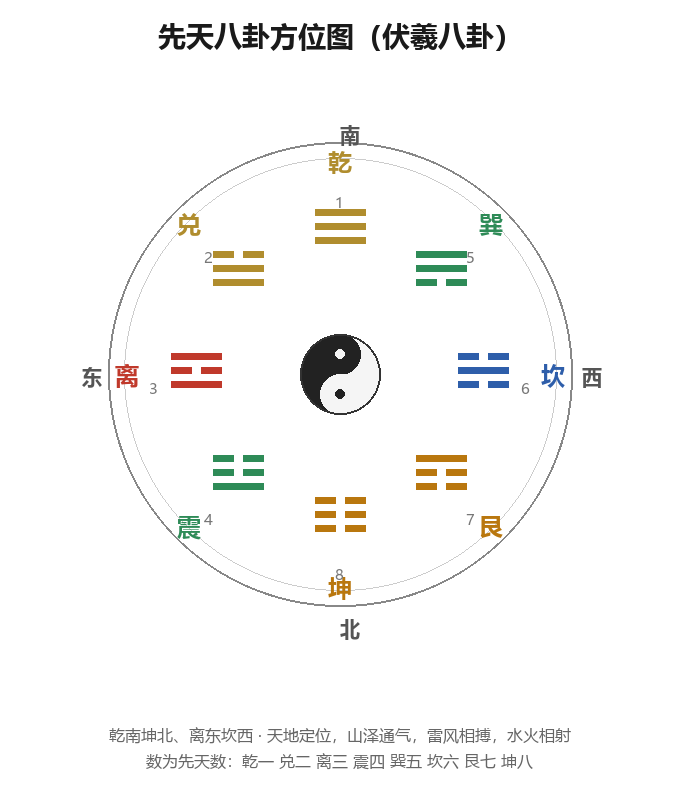 先天八卦方位图（伏羲八卦）
南
乾
1
兑
巽
2
5
东
离
3
6
坎
西
震
4
7
艮
8
坤
北
乾南坤北、离东坎西 · 天地定位，山泽通气，雷风相搏，水火相射
数为先天数：乾一 兑二 离三 震四 巽五 坎六 艮七 坤八